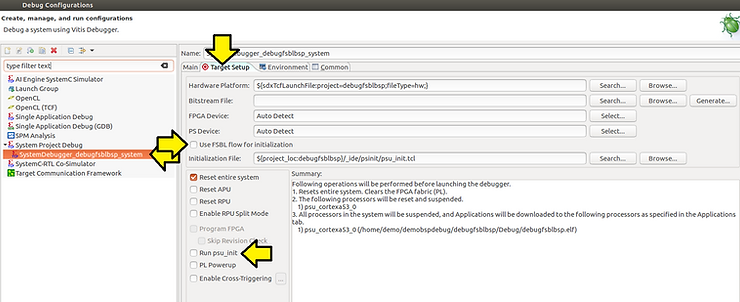 Debug Configurations
Create, manage, and run configurations
Debug a system using Vitis Debugger.
type filter text
AI Engine SystemC Simulator
Launch Group
OpenCL
OpenCL (TCF)
Single Application Debug
Single Application Debug (GDB)
SPM Analysis
System Project Debug
SystemDebugger_debugfsblbsp_system
SystemC-RTL Co-Simulator
Target Communication Framework
Name:
ugger_debugfsblbsp_system
Main Target Setup Environment Common
Hardware Platform: ${sdxTcfLaunchFile:project=debugfsblbsp;fileType=hw;} Search... Browse...
Bitstream File: Search... Browse... Generate...
FPGA Device: Auto Detect Select...
PS Device: Auto Detect Select...
Use FSBL flow for initialization
Initialization File: ${project_loc:debugfsblbsp}/_ide/psinit/psu_init.tcl Search... Browse...
Reset entire system
Reset APU
Reset RPU
Enable RPU Split Mode
Program FPGA
Skip Revision Check
Run psu_init
PL Powerup
Enable Cross-Triggering ...
Summary:
Following operations will be performed before launching the debugger.
1. Resets entire system. Clears the FPGA fabric (PL).
2. The following processors will be reset and suspended.
1) psu_cortexa53_0
3. All processors in the system will be suspended, and Applications will be downloaded to the following processors as specified in the Applications
tab.
1) psu_cortexa53_0 (/home/demo/demobspdebug/debugfsblbsp/Debug/debugfsblbsp.elf)